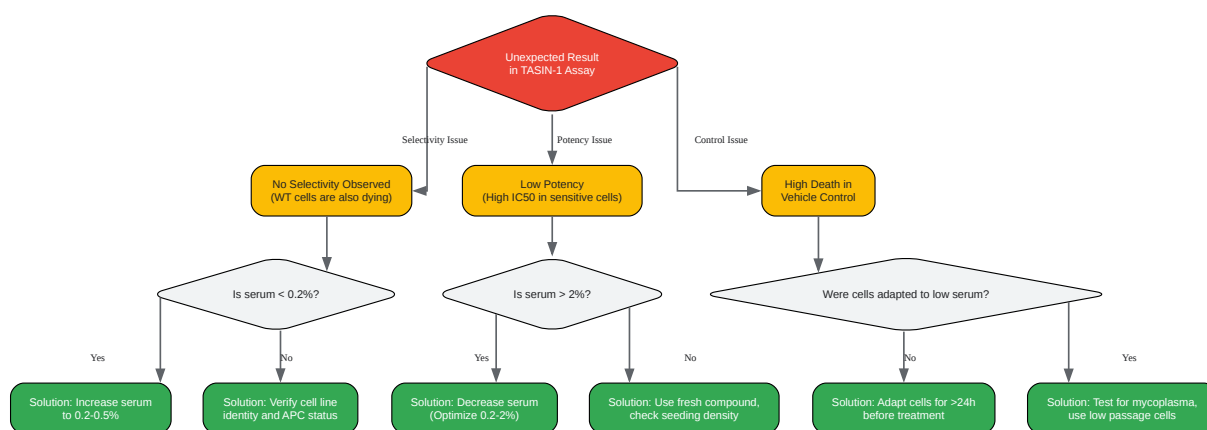 Unexpected Result
in TASIN-1 Assay
Selectivity Issue
Potency Issue
Control Issue
No Selectivity Observed
(WT cells are also dying)
Low Potency
(High IC50 in sensitive cells)
High Death in
Vehicle Control
Is serum < 0.2%?
Is serum > 2%?
Were cells adapted to low serum?
Yes
No
Yes
No
No
Yes
Solution: Increase serum
to 0.2-0.5%
Solution: Verify cell line
identity and APC status
Solution: Decrease serum
(Optimize 0.2-2%)
Solution: Use fresh compound,
check seeding density
Solution: Adapt cells for >24h
before treatment
Solution: Test for mycoplasma,
use low passage cells